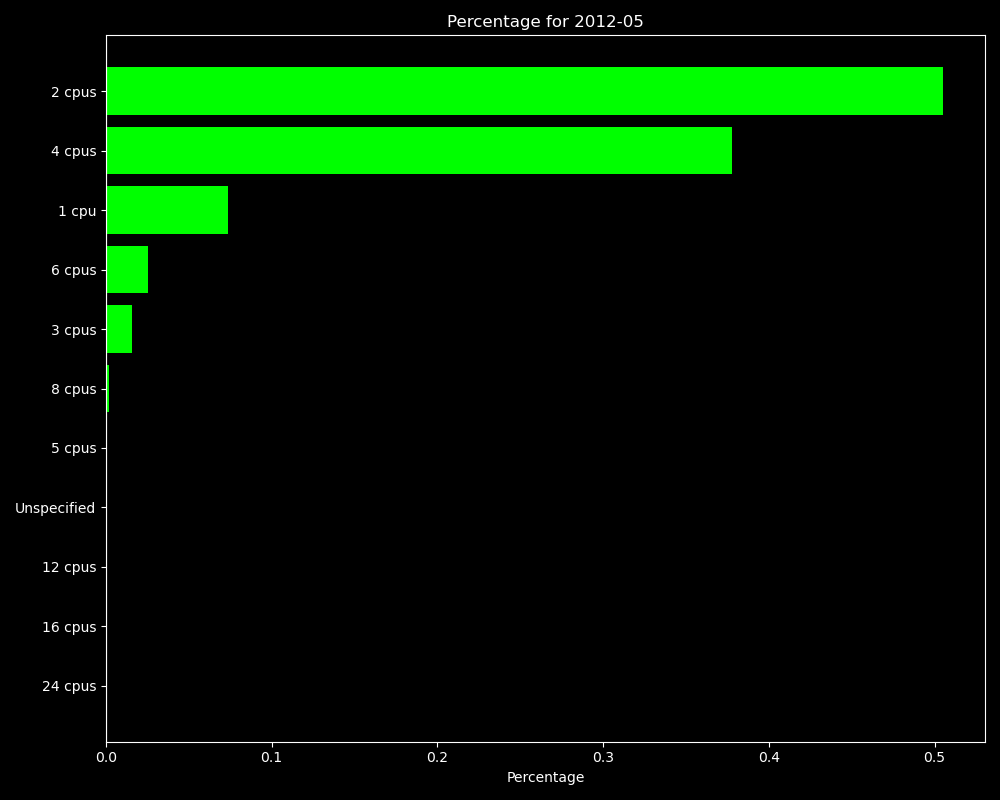 Percentage for 2012-05
2 cpus
4 cpus
1 cpu
6 cpus
3 cpus
8 cpus
5 cpus
Unspecified
12 cpus
16 cpus
24 cpus
0.0 0.1 0.2 0.3 0.4 0.5
Percentage